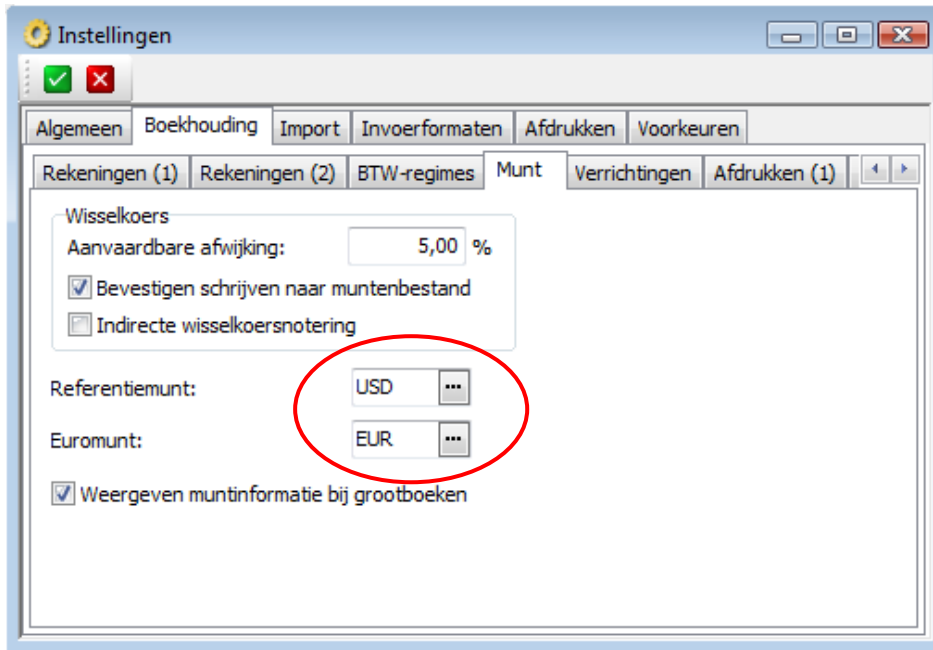 Instellingen
Algemeen Boekhouding Import Invoerformaten Afdrukken Voorkeuren
Rekeningen (1) Rekeningen (2) BTW-regimes Munt Verrichtingen Afdrukken (1)
Wisselkoers
Aanvaardbare afwijking: 5,00 %
Bevestigen schrijven naar muntenbestand
Indirecte wisselkoersnotering
Referentiemunt: USD ...
Euromunt: EUR ...
Weergeven muntinformatie bij grootboeken